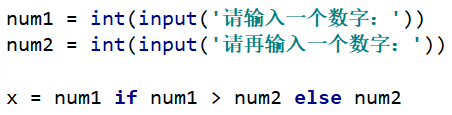 num1 = int(input('请输入一个数字：'))
num2 = int(input('请再输入一个数字：'))
x = num1 if num1 > num2 else num2